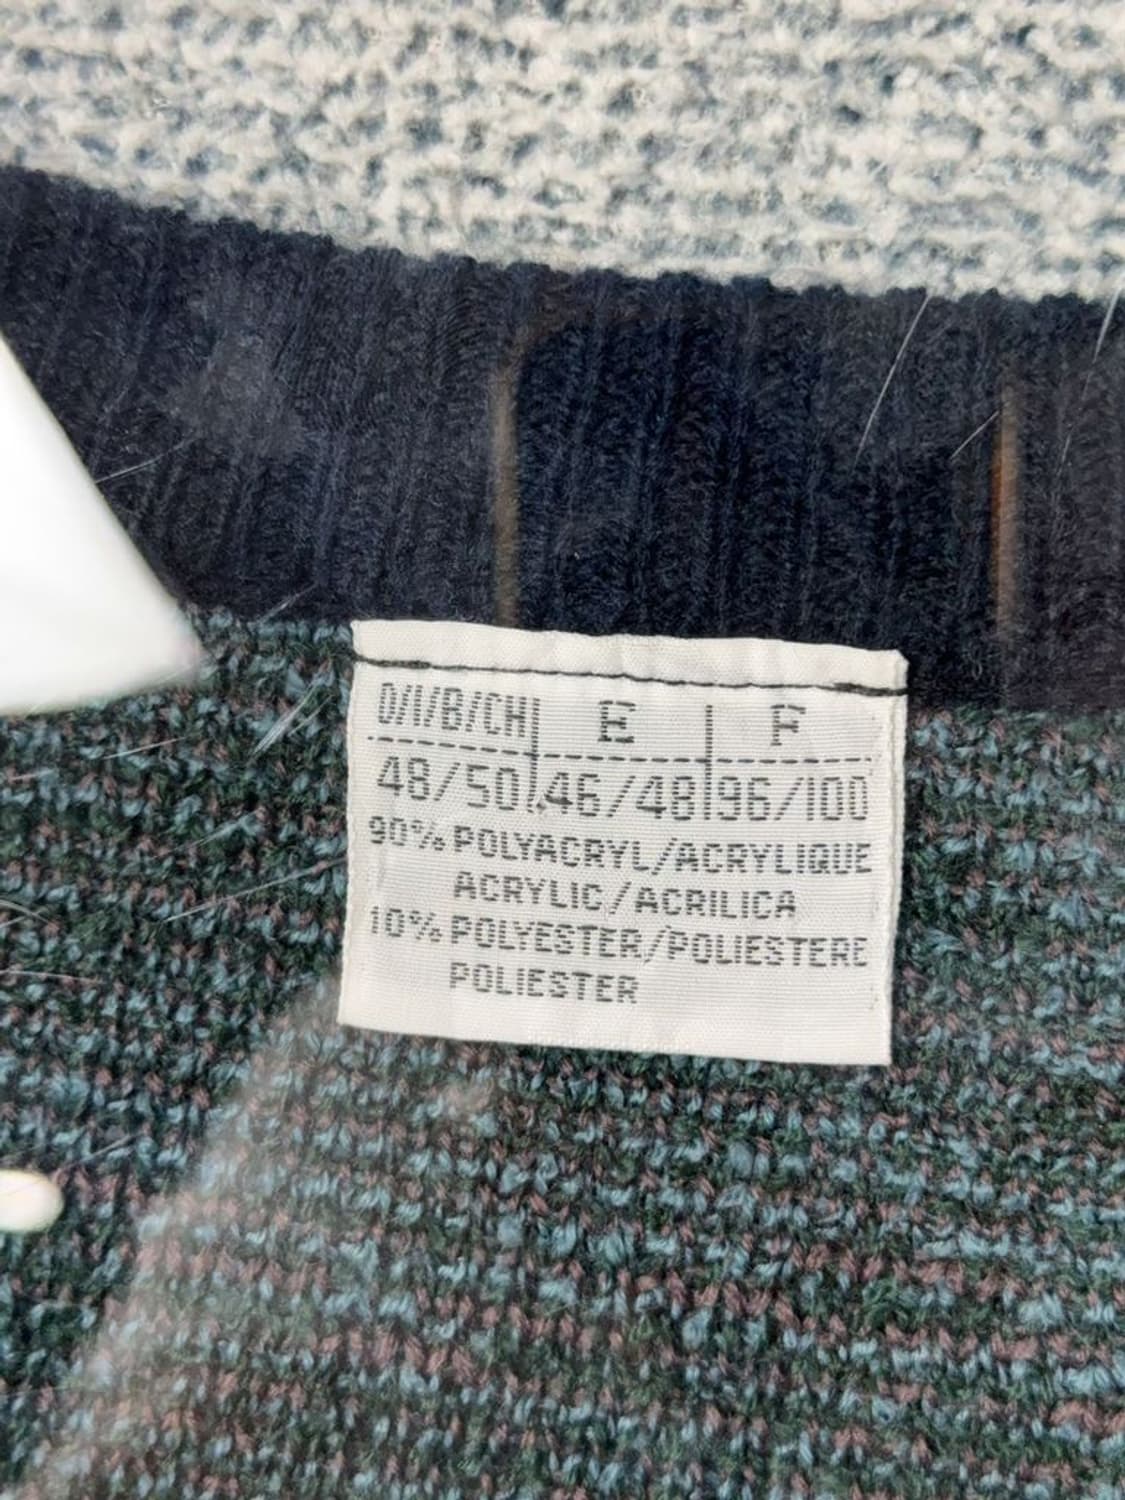 D/I/B/CH E F
48/50 46/48 96/100
90% POLYACRYL/ACRYLIQUE
ACRYLIC/ACRILICA
10% POLYESTER/POLIESTERE
POLIESTER